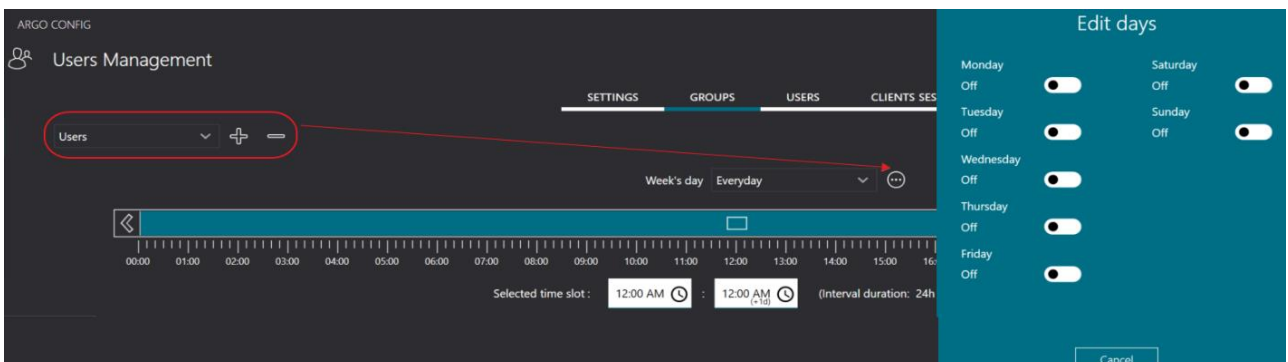 ARGO CONFIG
Users Management
SETTINGS GROUPS USERS CLIENTS SES
Users
Week's day Everyday
00:00 01:00 02:00 03:00 04:00 05:00 06:00 07:00 08:00 09:00 10:00 11:00 12:00 13:00 14:00 15:00 16:
Selected time slot : 12:00 AM : 12:00 AM (+1d) (Interval duration: 24h
Edit days
Monday Saturday
Off Off
Tuesday Sunday
Off Off
Wednesday
Off
Thursday
Off
Friday
Off
Cancel